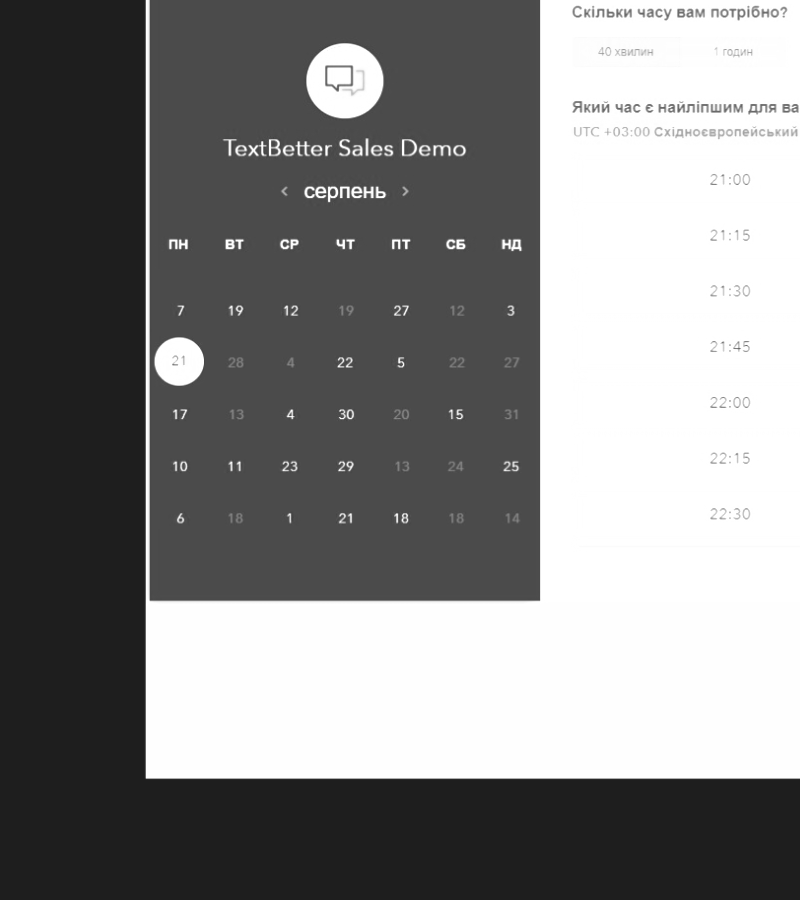 TextBetter Sales Demo
‹ серпень ›
ПН ВТ СР ЧТ ПТ СБ НД
7 19 12 19 27 12 3
21 28 4 22 5 22 27
17 13 4 30 20 15 31
10 11 23 29 13 24 25
6 18 1 21 18 18 14
Скільки часу вам потрібно?
40 хвилин 1 годин
Який час є найліпшим для ва
UTC +03:00 Східноєвропейський
21:00
21:15
21:30
21:45
22:00
22:15
22:30